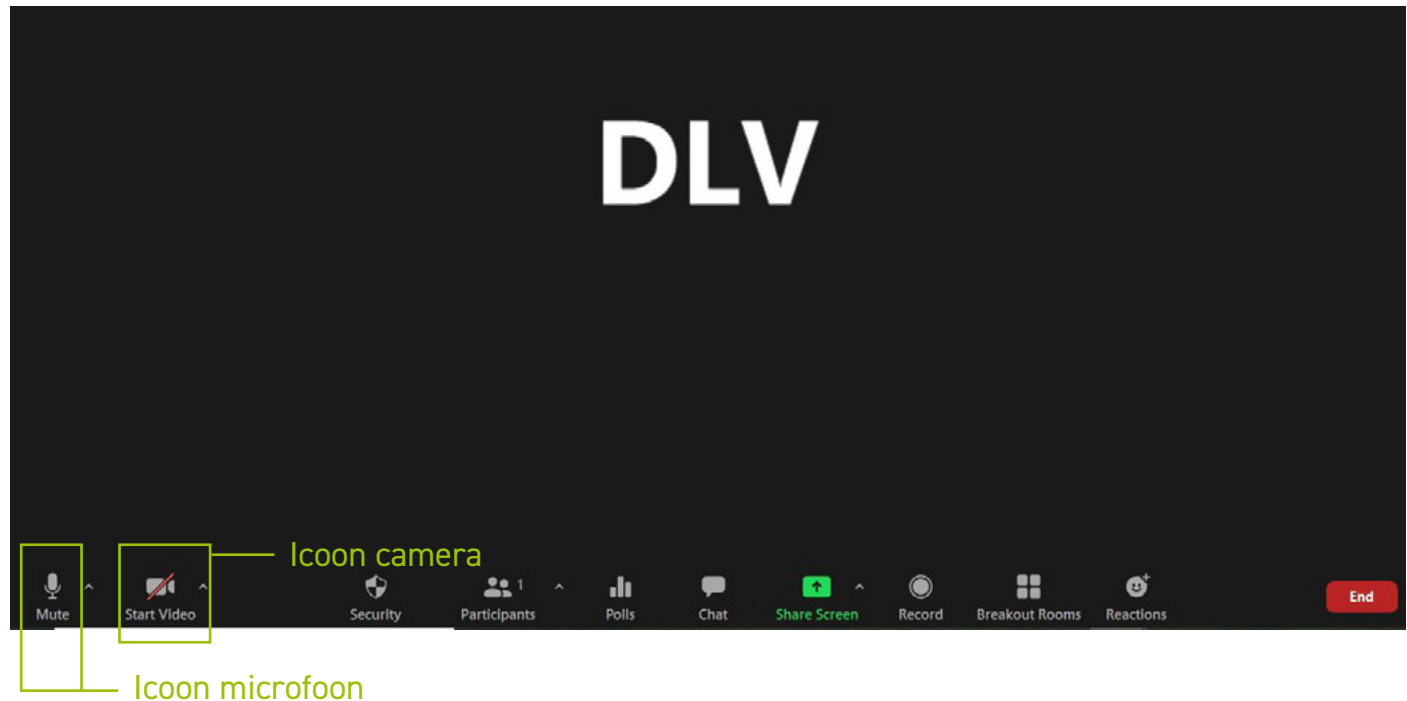 DLV
Icoon camera
1
Mute Start Video Security Participants Polls Chat Share Screen Record Breakout Rooms Reactions End
Icoon microfoon